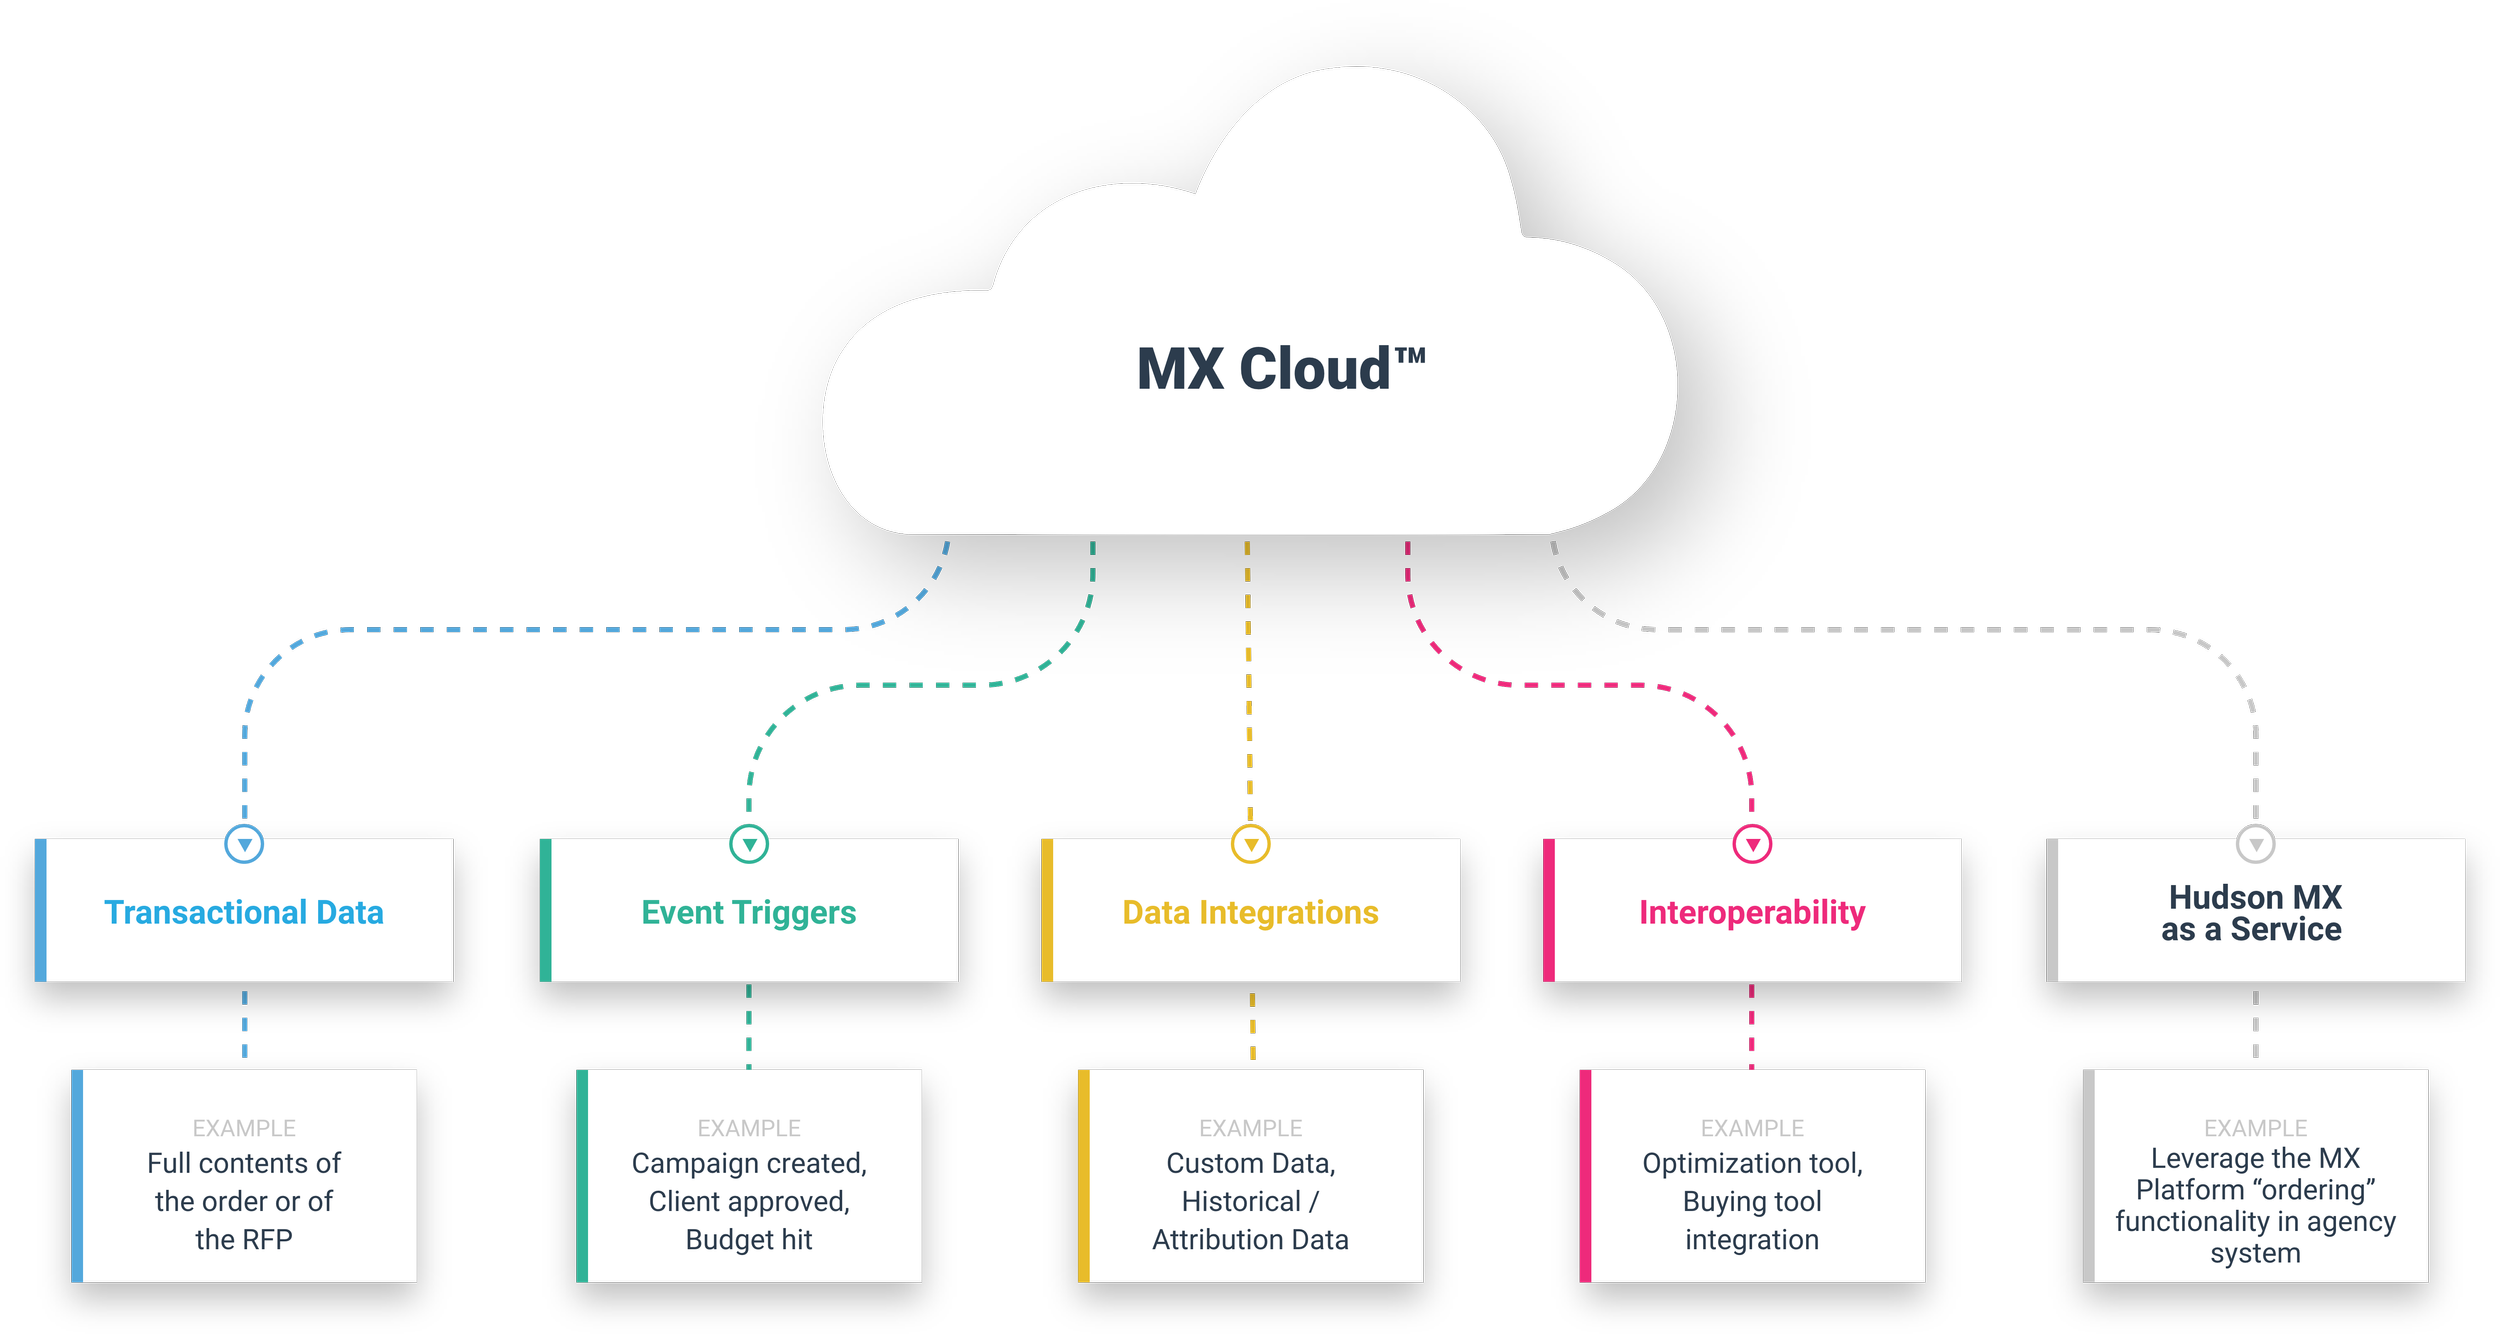 MX Cloud™
Transactional Data
Event Triggers
Data Integrations
Interoperability
Hudson MX
as a Service
EXAMPLE
Full contents of
the order or of
the RFP
EXAMPLE
Campaign created,
Client approved,
Budget hit
EXAMPLE
Custom Data,
Historical /
Attribution Data
EXAMPLE
Optimization tool,
Buying tool
integration
EXAMPLE
Leverage the MX
Platform “ordering”
functionality in agency
system